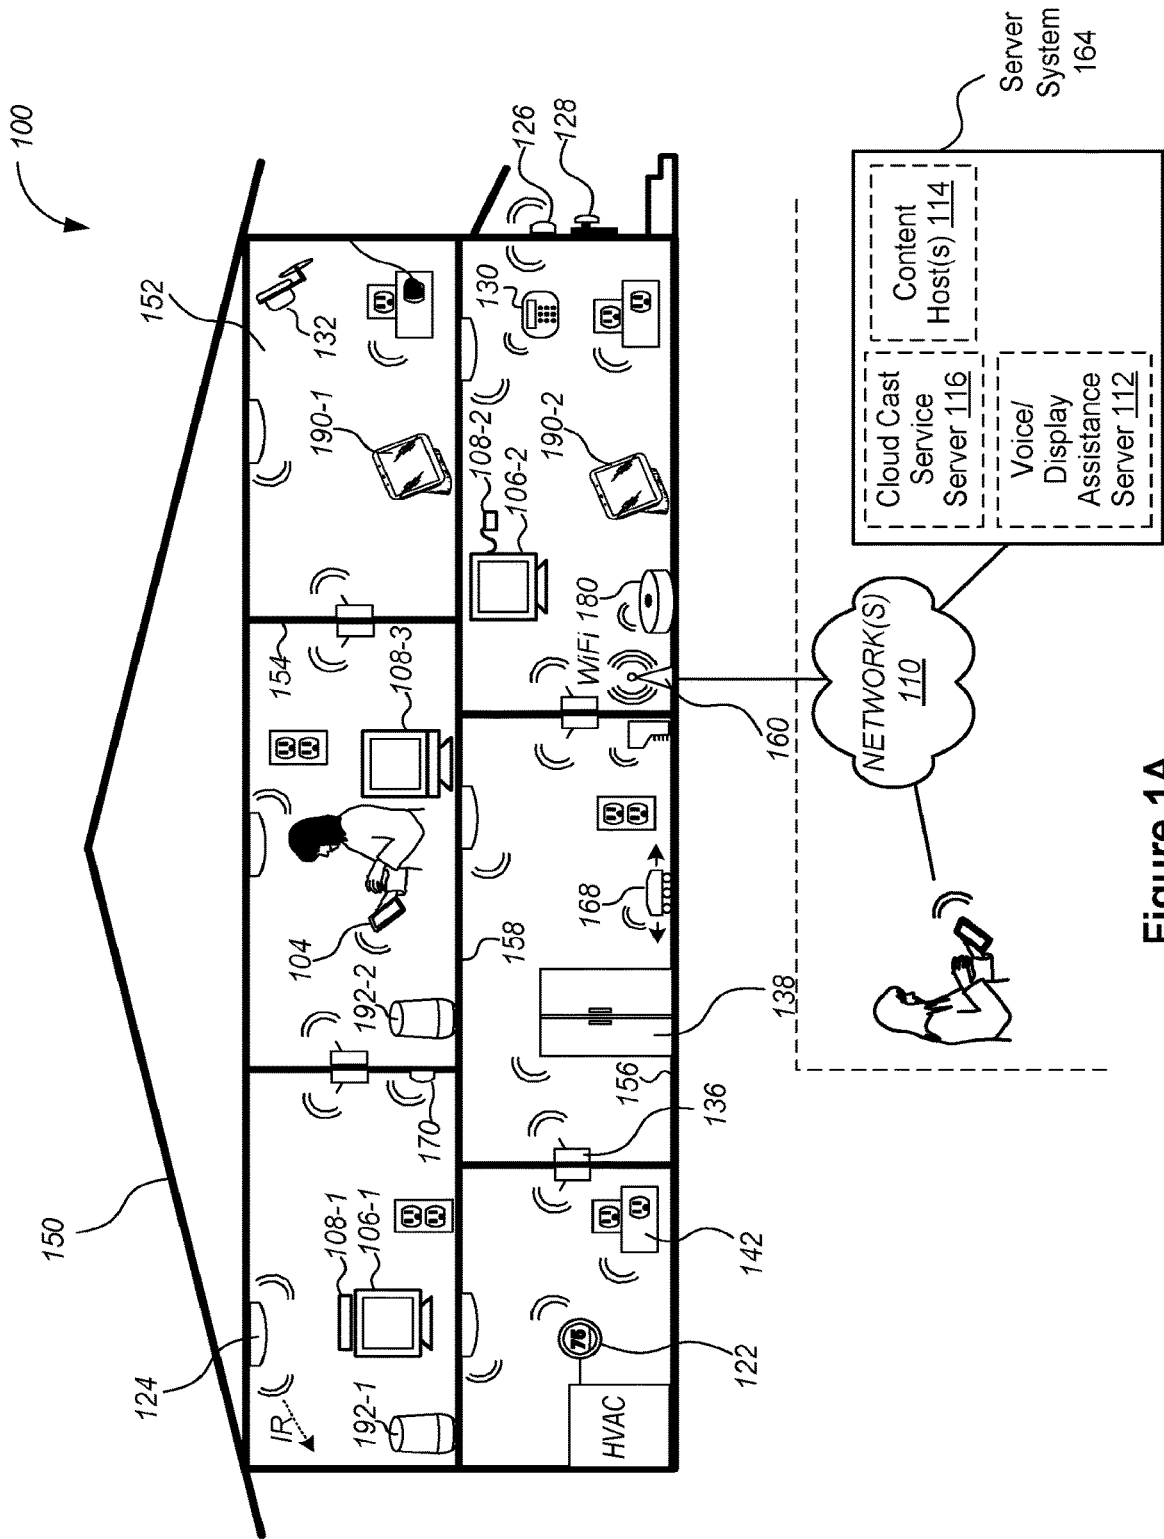 100
150
152
124
IR
192-1
108-1
106-1
170
192-2
104
154
108-3
190-1
132
126
128
158
108-2
106-2
130
190-2
HVAC
75
122
142
136
156
138
168
160
WiFi 180
NETWORK(S)
110
Cloud Cast
Service
Server 116
Content
Host(s) 114
Voice/
Display
Assistance
Server 112
Server
System
164
Figure 1A